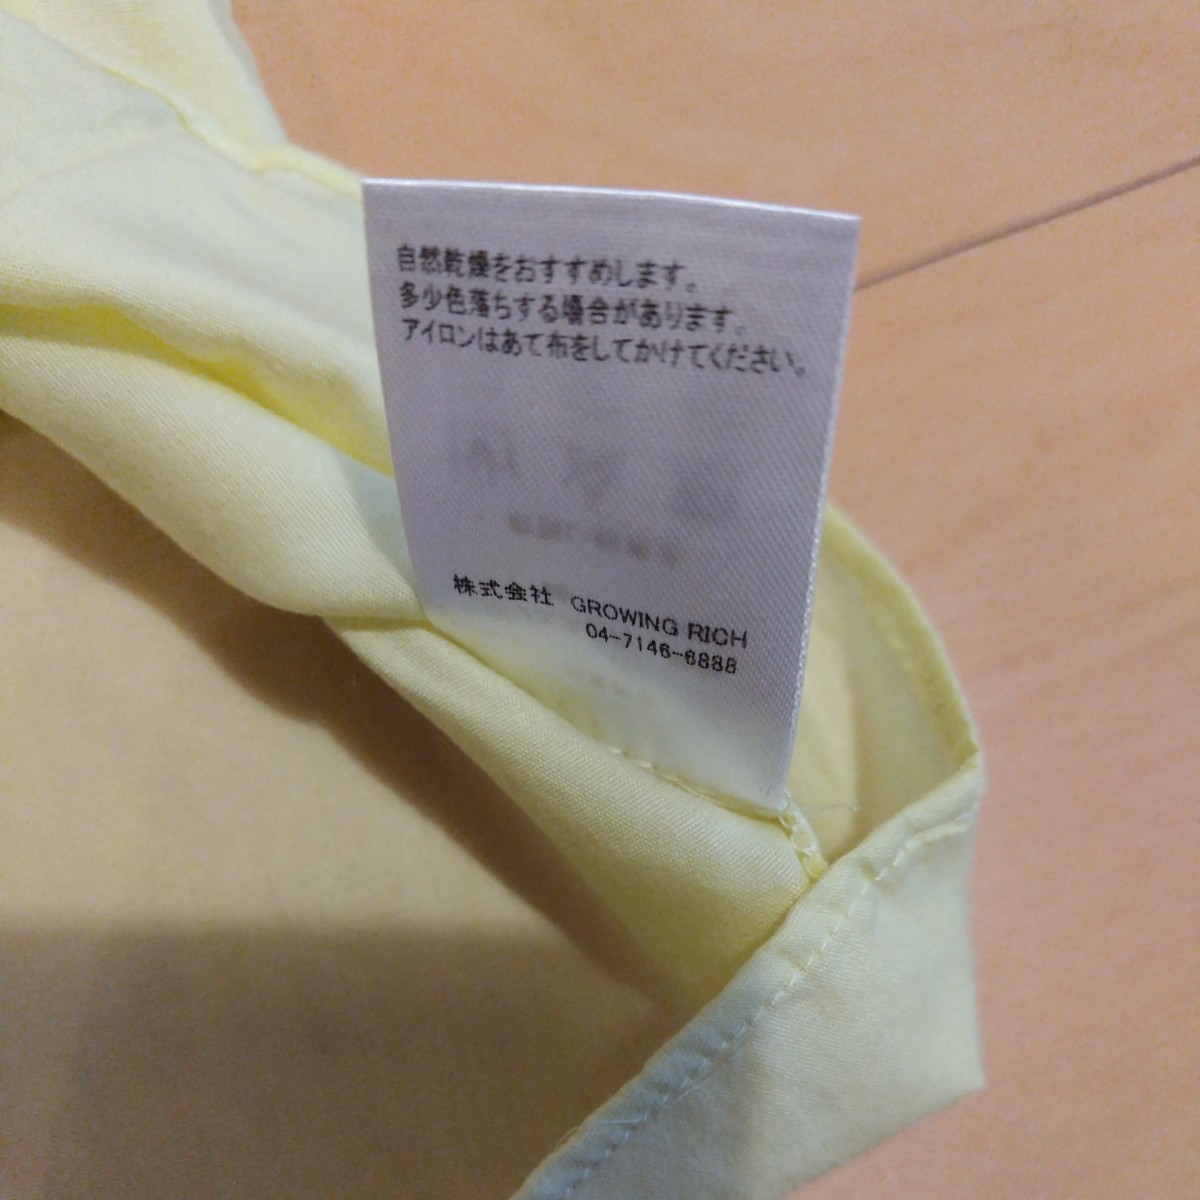 自然乾燥をおすすめします。
多少色落ちする場合があります。
アイロンはあて布をしてかけてください。
株式会社 GROWING RICH
04-7146-6888